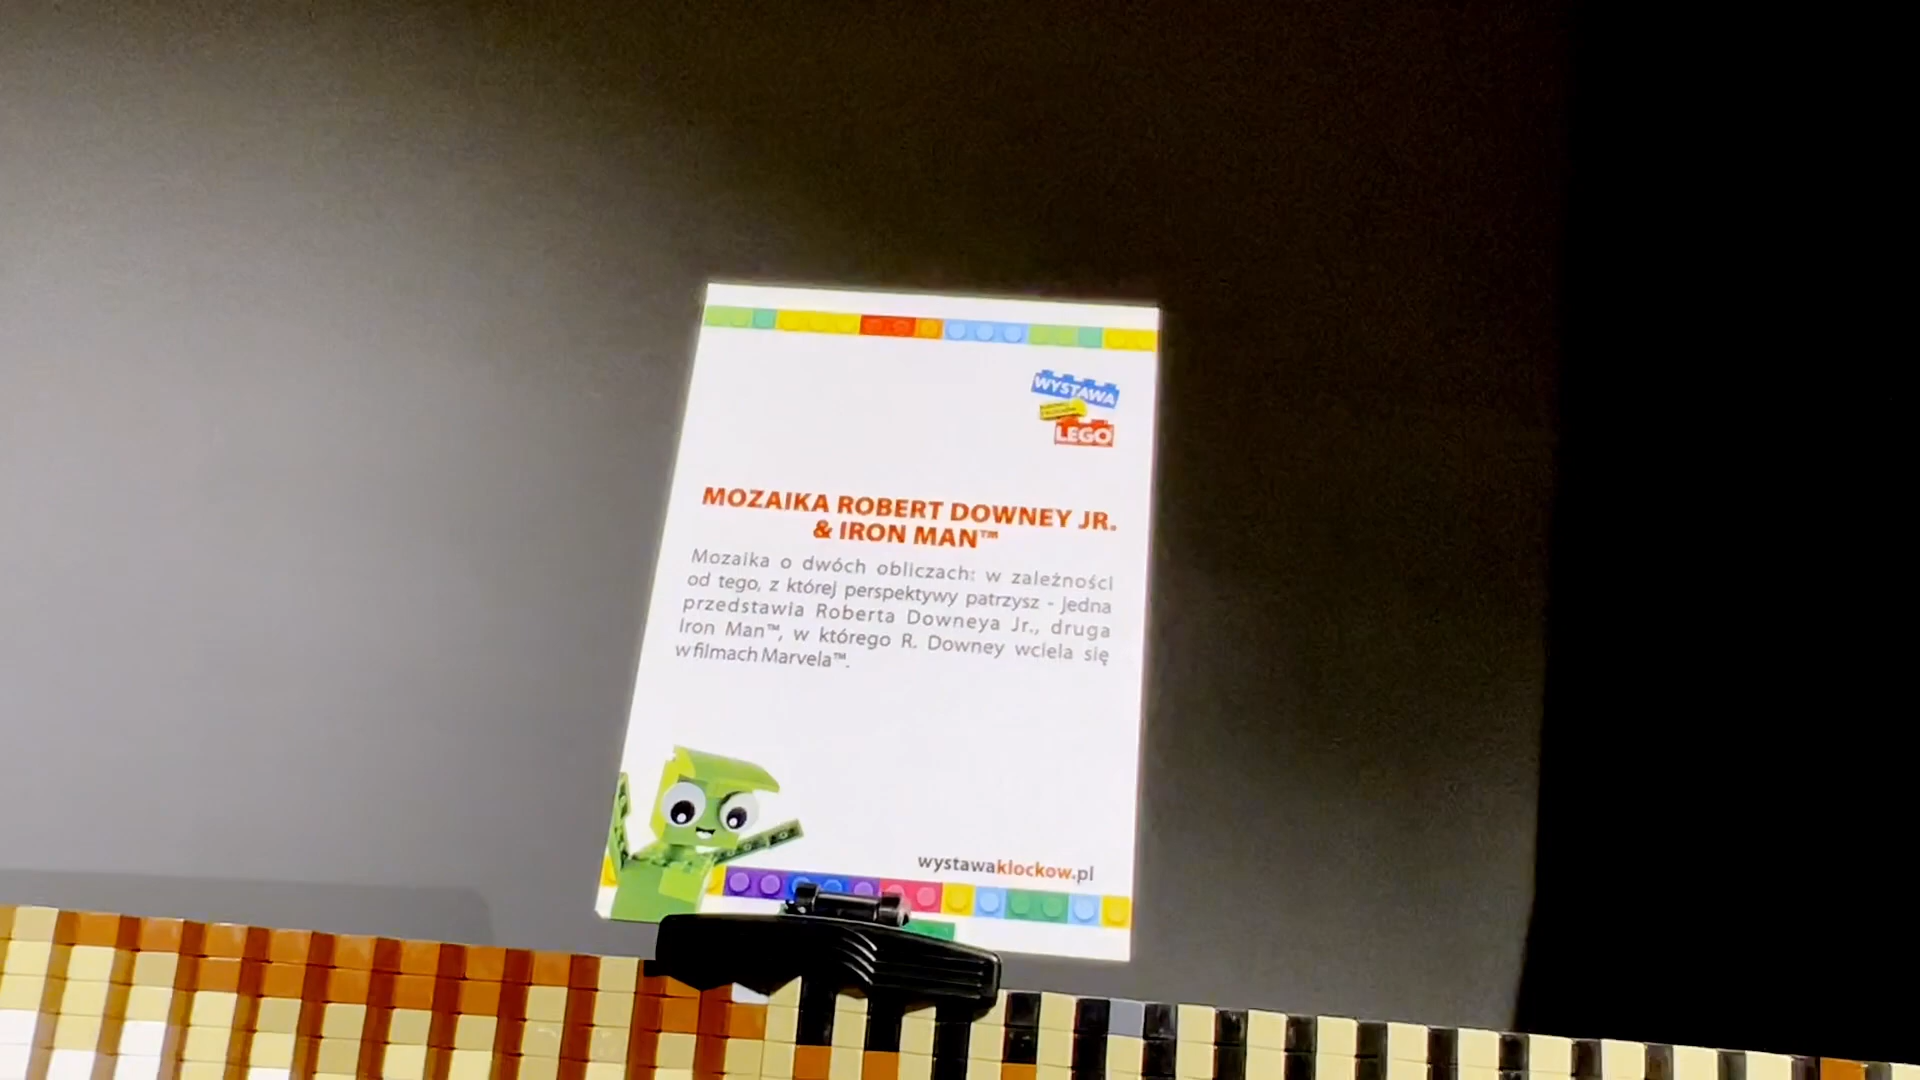 WYSTAWA
LEGO
MOZAIKA ROBERT DOWNEY JR.
& IRON MAN™
Mozaika o dwóch obliczach: w zależności
od tego, z której perspektywy patrzysz - jedna
przedstawia Roberta Downeya Jr., druga
Iron Man™, w którego R. Downey wciela się
w filmach Marvela™.
wystawaklockow.pl